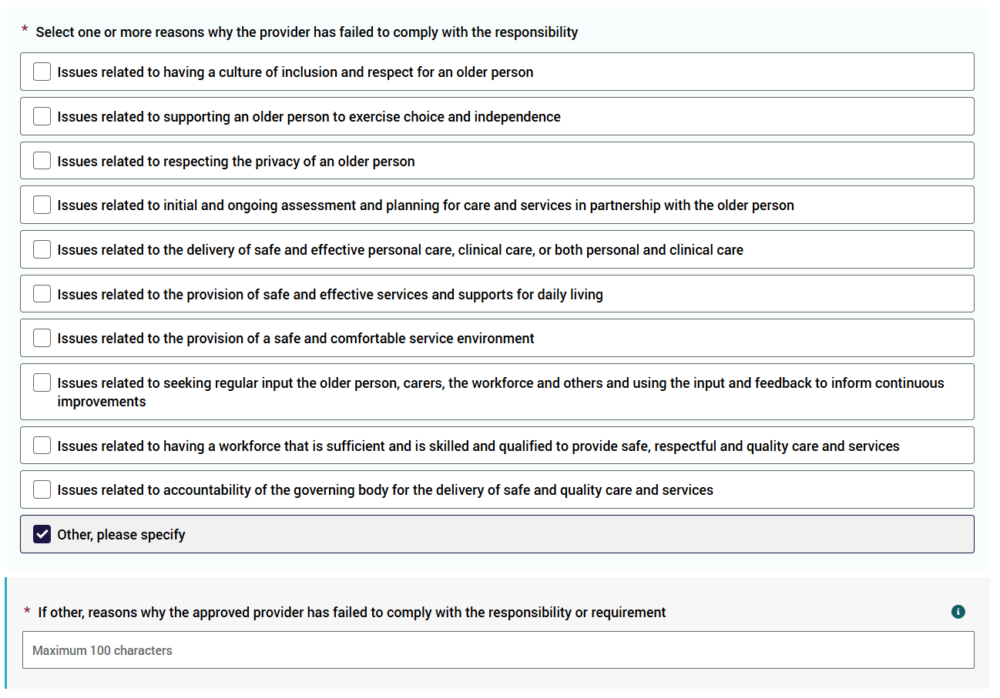 * Select one or more reasons why the provider has failed to comply with the responsibility
Issues related to having a culture of inclusion and respect for an older person
Issues related to supporting an older person to exercise choice and independence
Issues related to respecting the privacy of an older person
Issues related to initial and ongoing assessment and planning for care and services in partnership with the older person
Issues related to the delivery of safe and effective personal care, clinical care, or both personal and clinical care
Issues related to the provision of safe and effective services and supports for daily living
Issues related to the provision of a safe and comfortable service environment
Issues related to seeking regular input the older person, carers, the workforce and others and using the input and feedback to inform continuous
improvements
Issues related to having a workforce that is sufficient and is skilled and qualified to provide safe, respectful and quality care and services
Issues related to accountability of the governing body for the delivery of safe and quality care and services
Other, please specify
* If other, reasons why the approved provider has failed to comply with the responsibility or requirement
Maximum 100 characters